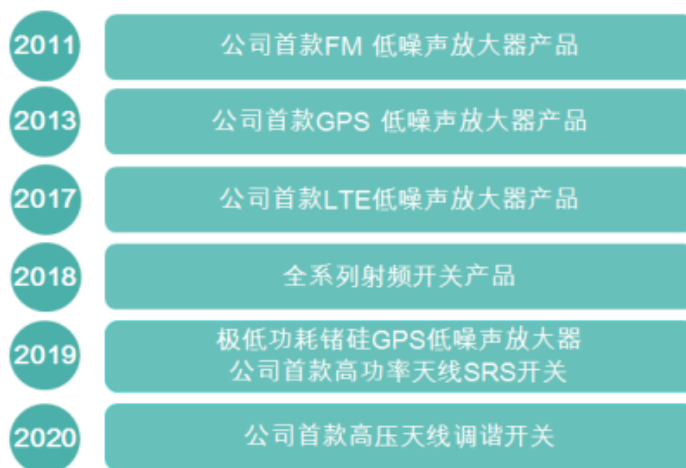 2011
公司首款FM 低噪声放大器产品
2013
公司首款GPS 低噪声放大器产品
2017
公司首款LTE低噪声放大器产品
2018
全系列射频开关产品
2019
极低功耗锗硅GPS低噪声放大器
公司首款高功率天线SRS开关
2020
公司首款高压天线调谐开关